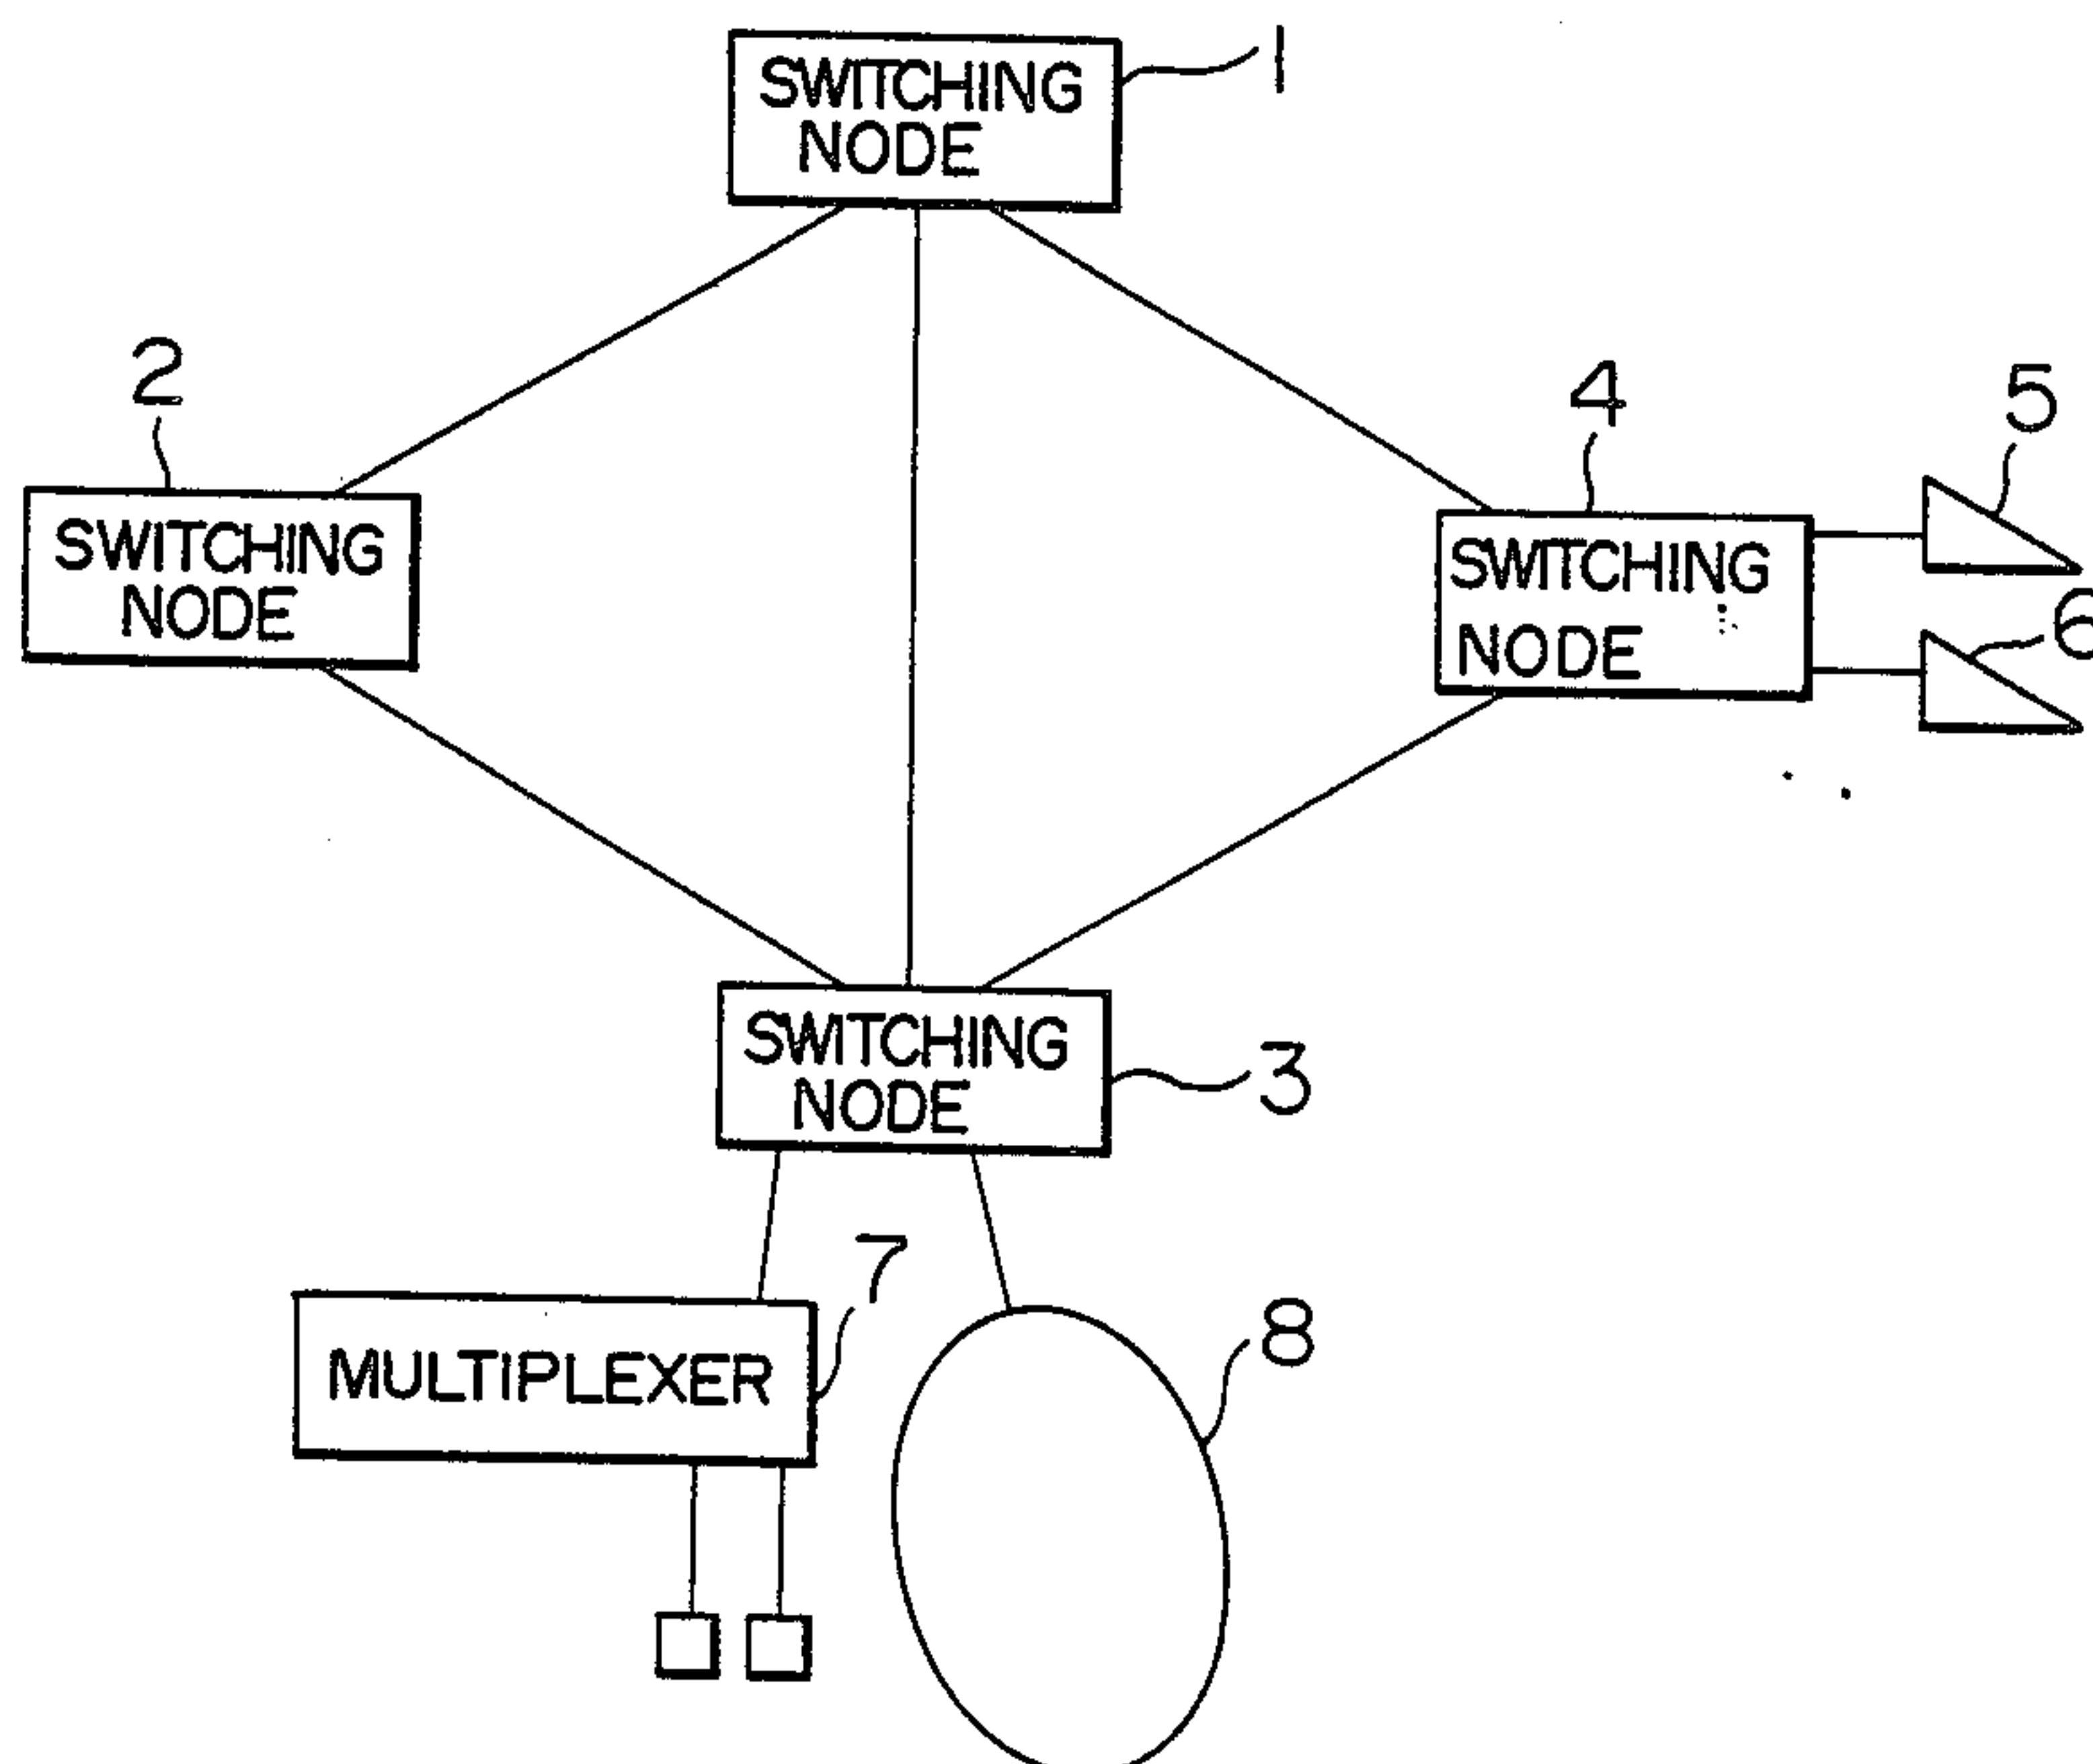 SWITCHING
NODE
1
2
SWITCHING
NODE
4
SWITCHING
NODE
5
6
SWITCHING
NODE
3
7
MULTIPLEXER
8